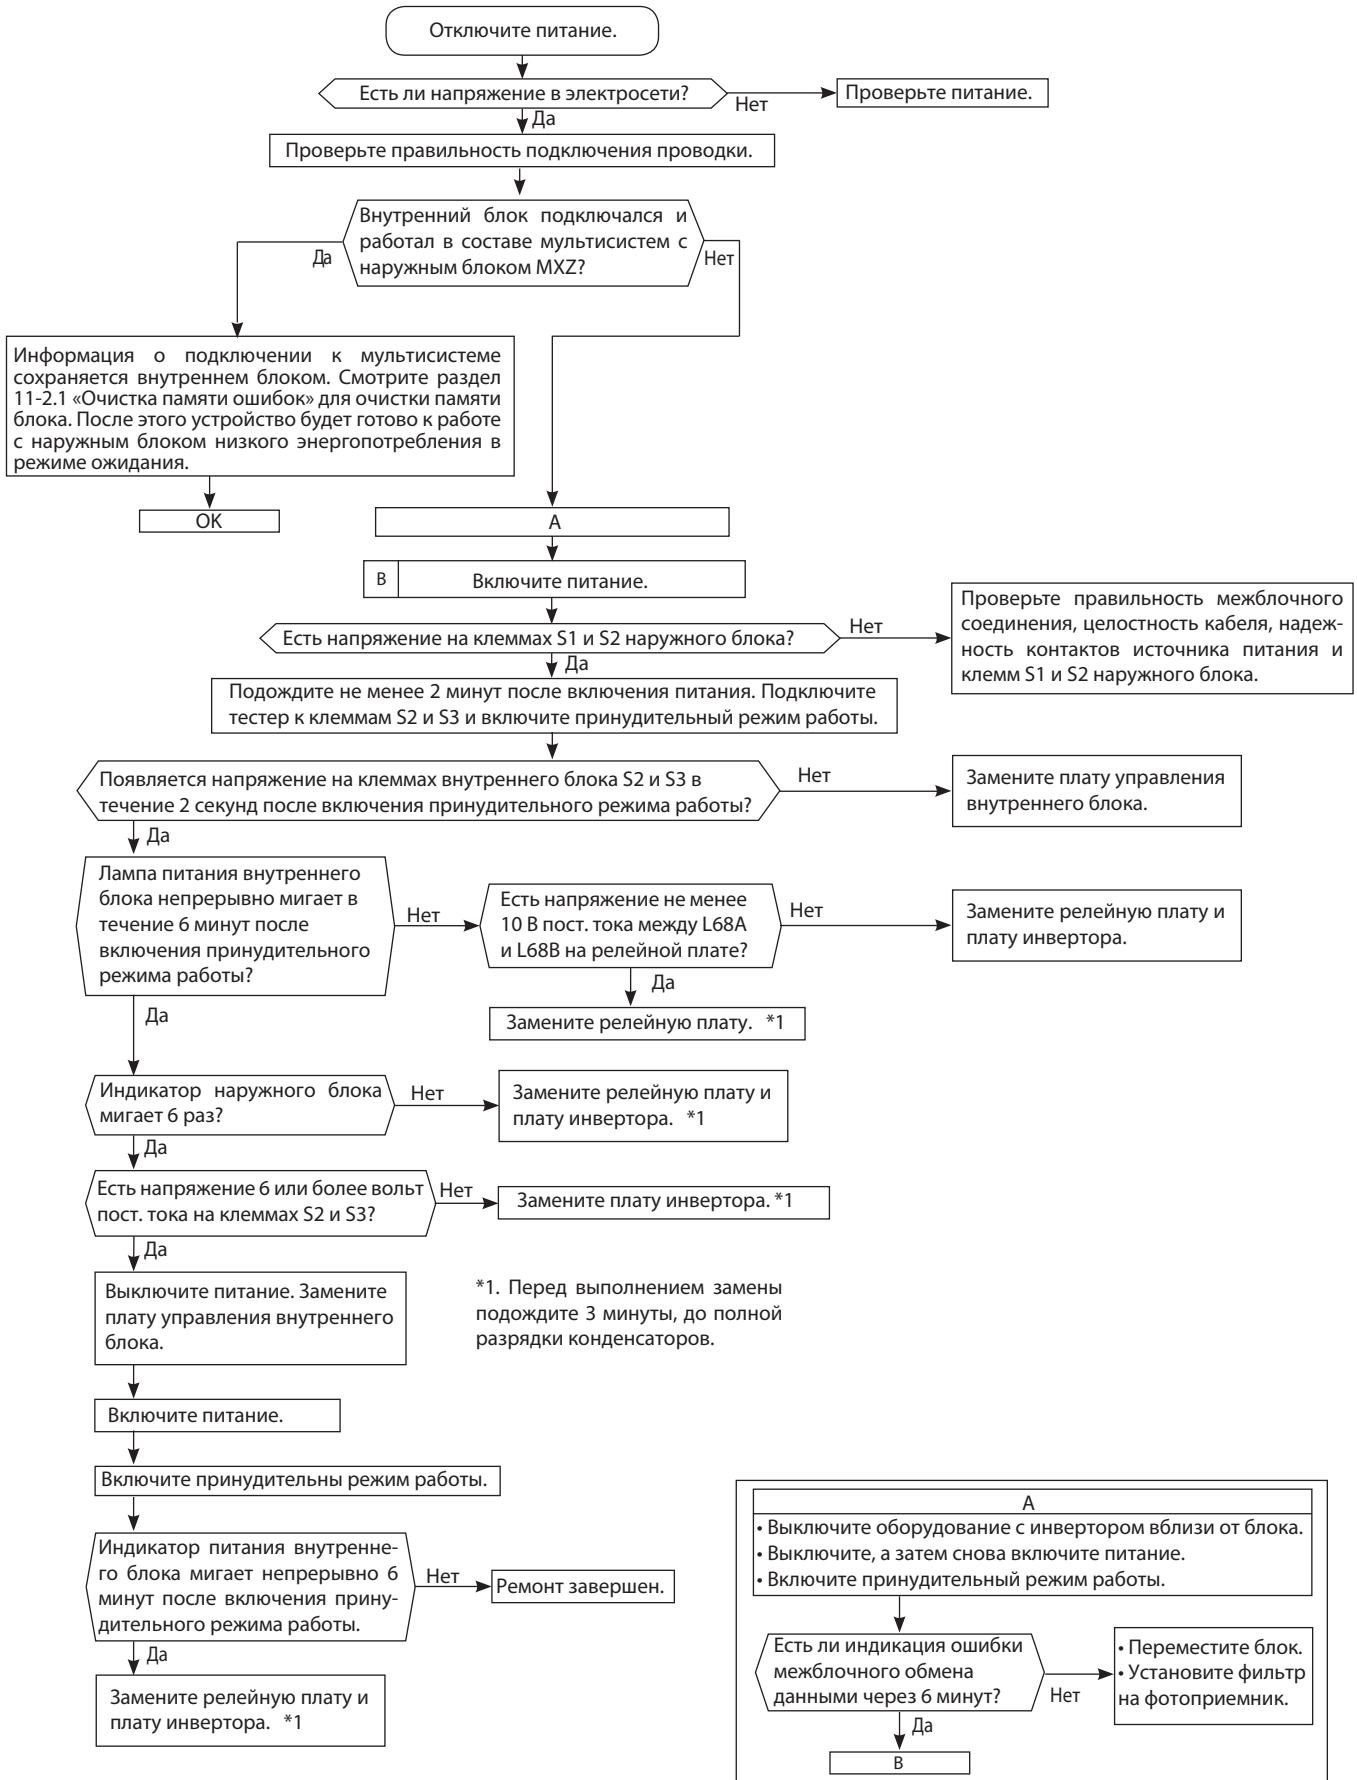 Отключите питание.
Есть ли напряжение в электросети?
Нет
Проверьте питание.
Да
Проверьте правильность подключения проводки.
Внутренний блок подключался и
работал в составе мультисистем с
наружным блоком MXZ?
Да
Нет
Информация о подключении к мультисистеме
сохраняется внутреннем блоком. Смотрите раздел
11-2.1 «Очистка памяти ошибок» для очистки памяти
блока. После этого устройство будет готово к работе
с наружным блоком низкого энергопотребления в
режиме ожидания.
OK
A
B
Включите питание.
Есть напряжение на клеммах S1 и S2 наружного блока?
Нет
Проверьте правильность межблочного
соединения, целостность кабеля, надеж-
ность контактов источника питания и
клемм S1 и S2 наружного блока.
Да
Подождите не менее 2 минут после включения питания. Подключите
тестер к клеммам S2 и S3 и включите принудительный режим работы.
Появляется напряжение на клеммах внутреннего блока S2 и S3 в
течение 2 секунд после включения принудительного режима работы?
Нет
Замените плату управления
внутреннего блока.
Да
Лампа питания внутреннего
блока непрерывно мигает в
течение 6 минут после
включения принудительного
режима работы?
Нет
Есть напряжение не менее
10 В пост. тока между L68A
и L68B на релейной плате?
Нет
Замените релейную плату и
плату инвертора.
Да
Замените релейную плату. *1
Да
Индикатор наружного блока
мигает 6 раз?
Нет
Замените релейную плату и
плату инвертора. *1
Да
Есть напряжение 6 или более вольт
пост. тока на клеммах S2 и S3?
Нет
Замените плату инвертора. *1
Да
Выключите питание. Замените
плату управления внутреннего
блока.
*1. Перед выполнением замены
подождите 3 минуты, до полной
разрядки конденсаторов.
Включите питание.
Включите принудительны режим работы.
Индикатор питания внутренне-
го блока мигает непрерывно 6
минут после включения прину-
дительного режима работы.
Нет
Ремонт завершен.
Да
Замените релейную плату и
плату инвертора. *1
A
• Выключите оборудование с инвертором вблизи от блока.
• Выключите, а затем снова включите питание.
• Включите принудительный режим работы.
Есть ли индикация ошибки
межблочного обмена
данными через 6 минут?
Нет
• Переместите блок.
• Установите фильтр
на фотоприемник.
Да
B